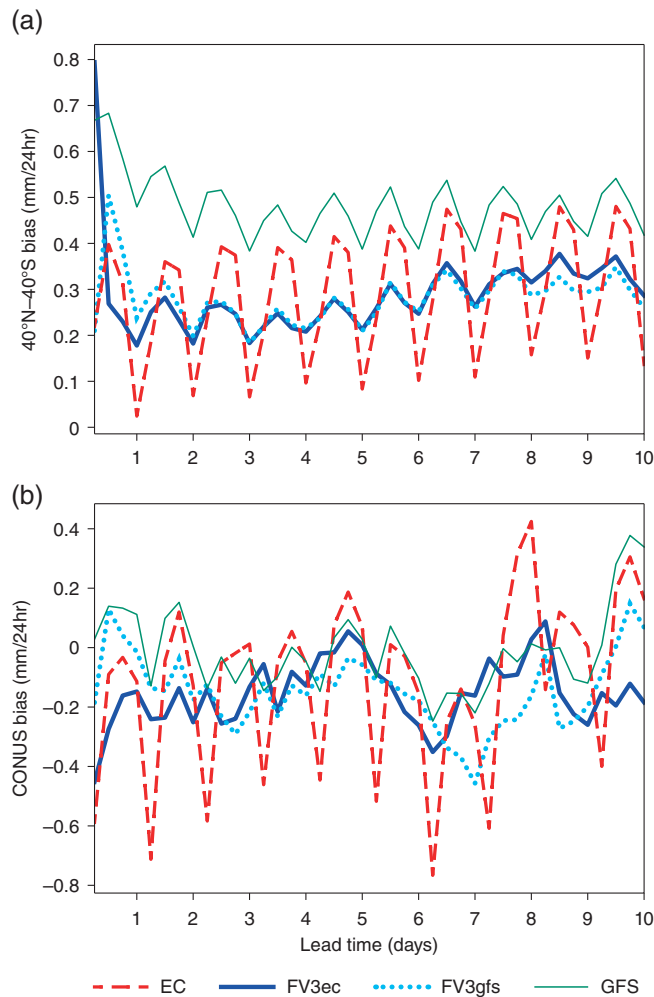 (a)
40°N–40°S bias (mm/24hr)
0.8
0.7
0.6
0.5
0.4
0.3
0.2
0.1
0
1 2 3 4 5 6 7 8 9 10
(b)
CONUS bias (mm/24hr)
0.4
0.2
0
−0.2
−0.4
−0.6
−0.8
1 2 3 4 5 6 7 8 9 10
Lead time (days)
EC FV3ec FV3gfs GFS